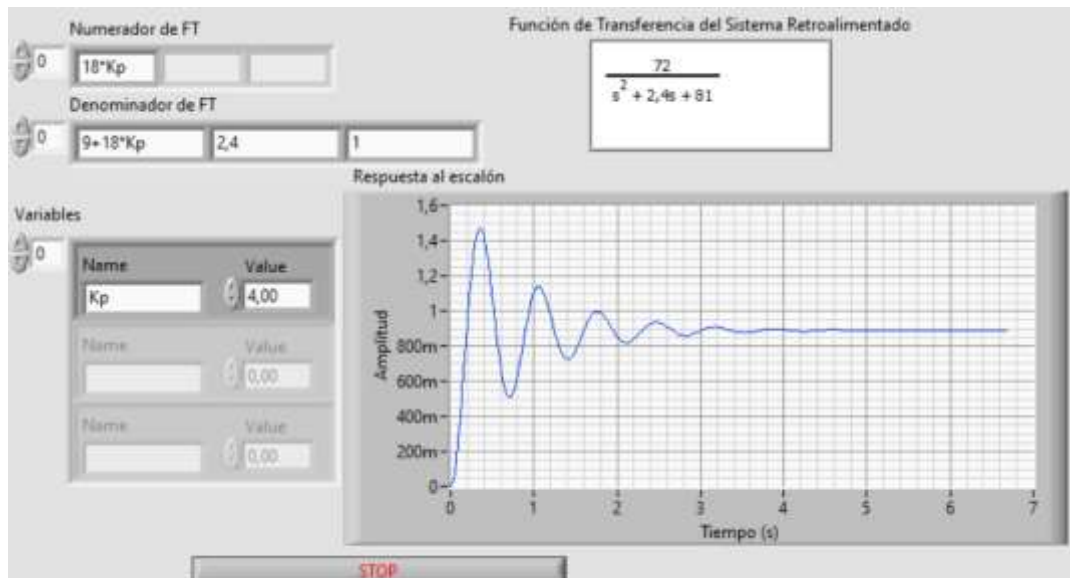 Numerador de FT
0
18*Kp
Denominador de FT
0
9+18*Kp 2,4 1
Función de Transferencia del Sistema Retroalimentado
72
s² + 2,4s + 81
Variables
0
Name Value
Kp 4,00
Name Value
0,00
Name Value
0,00
Respuesta al escalón
Amplitud
1,6
1,4
1,2
1
800m
600m
400m
200m
0
0 1 2 3 4 5 6 7
Tiempo (s)
STOP